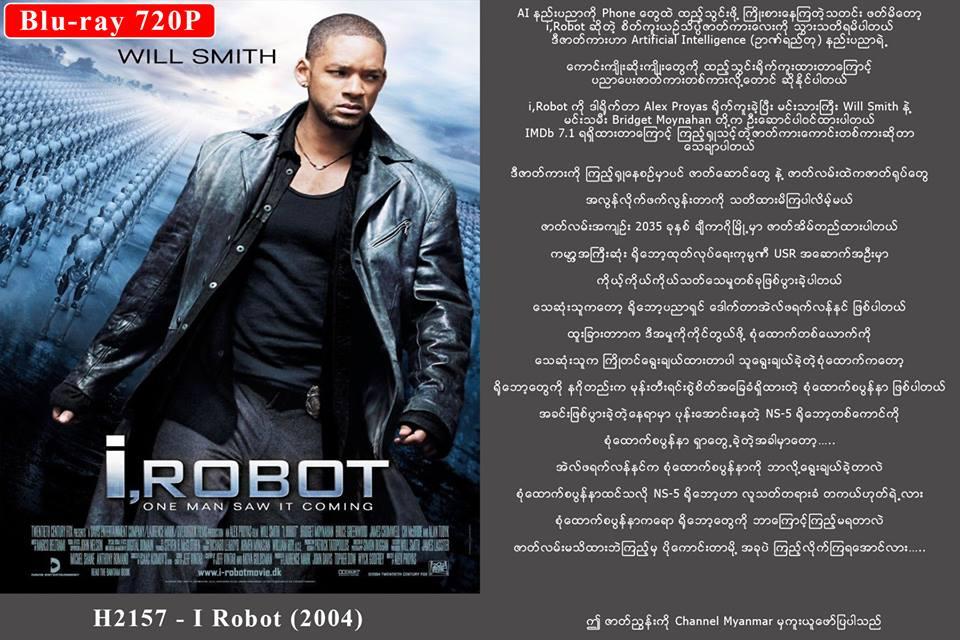 Blu-ray 720P
WILL SMITH
i,ROBOT
ONE MAN SAW IT COMING
www.i-robotmovie.dk
H2157 - I Robot (2004)
AI နည်းပညာကို Phone တွေထဲ ထည့်သွင်းဖို့ ကြိုးစားနေကြတဲ့သတင်း ဖတ်မိတော့
i,Robot ဆိုတဲ့ စိတ်ကူးယဉ်သိပ္ပံဇာတ်ကားလေးကို သွားသတိရမိပါတယ်
ဒီဇာတ်ကားဟာ Artificial Intelligence (ဉာဏ်ရည်တု) နည်းပညာရဲ့
ကောင်းကျိုးဆိုးကျိုးတွေကို ထည့်သွင်းရိုက်ကူးထားတာကြောင့်
ပညာပေးဇာတ်ကားတစ်ကားလို့တောင် ဆိုနိုင်ပါတယ်
i,Robot ကို ဒါရိုက်တာ Alex Proyas ရိုက်ကူးခဲ့ပြီး မင်းသားကြီး Will Smith နဲ့
မင်းသမီး Bridget Moynahan တို့က ဦးဆောင်ပါဝင်ထားပါတယ်
IMDb 7.1 ရရှိထားတာကြောင့် ကြည့်ရှုသင့်တဲ့ဇာတ်ကားကောင်းတစ်ကားဆိုတာ
သေချာပါတယ်
ဒီဇာတ်ကားကို ကြည့်ရှုနေစဉ်မှာပင် ဇာတ်ဆောင်တွေ နဲ့ ဇာတ်လမ်းထဲကဇာတ်ရုပ်တွေ
အလွန်လိုက်ဖက်လွန်းတာကို သတိထားမိကြပါလိမ့်မယ်
ဇာတ်လမ်းအကျဉ်း 2035 ခုနှစ် ချီကာဂိုမြို့မှာ ဇာတ်အိမ်တည်ထားပါတယ်
ကမ္ဘာ့အကြီးဆုံး ရိုဘော့ထုတ်လုပ်ရေးကုမ္ပဏီ USR အဆောက်အဦးမှာ
ကိုယ့်ကိုယ်ကိုယ်သတ်သေမှုတစ်ခုဖြစ်ပွားခဲ့ပါတယ်
သေဆုံးသူကတော့ ရိုဘော့ပညာရှင် ဒေါက်တာအဲလ်ဖရက်လန်နင် ဖြစ်ပါတယ်
ထူးခြားတာာက ဒီအမှုကိုကိုင်တွယ်ဖို့ စုံထောက်တစ်ယောက်ကို
သေဆုံးသူက ကြိုတင်ရွေးချယ်ထားတာပါ သူရွေးချယ်ခဲ့တဲ့စုံထောက်ကတော့
ရိုဘော့တွေကို နဂိုတည်းက မုန်းတီးရင်းစွဲစိတ်အခြေခံရှိထားတဲ့ စုံထောက်စပွန်နာ ဖြစ်ပါတယ်
အခင်းဖြစ်ပွားခဲ့တဲ့နေရာမှာ ပုန်းအောင်းနေတဲ့ NS-5 ရိုဘော့တစ်ကောင်ကို
စုံထောက်စပွန်နာ ရှာတွေ့ခဲ့တဲ့အခါမှာတော့.....
အဲလ်ဖရက်လန်နင်က စုံထောက်စပွန်နာကို ဘာလို့ရွေးချယ်ခဲ့တာလဲ
စုံထောက်စပွန်နာထင်သလို NS-5 ရိုဘော့ဟာ လူသတ်တရားခံ တကယ်ဟုတ်ရဲ့လား
စုံထောက်စပွန်နာကရော ရိုဘော့တွေကို ဘာကြောင့်ကြည့်မရတာလဲ
ဇာတ်လမ်းမသိထားဘဲကြည့်မှ ပိုကောင်းတာမို့ အခုပဲ ကြည့်လိုက်ကြရအောင်လား.....
ဤ ဇာတ်ညွှန်းကို Channel Myanmar မှကူးယူဖော်ပြပါသည်